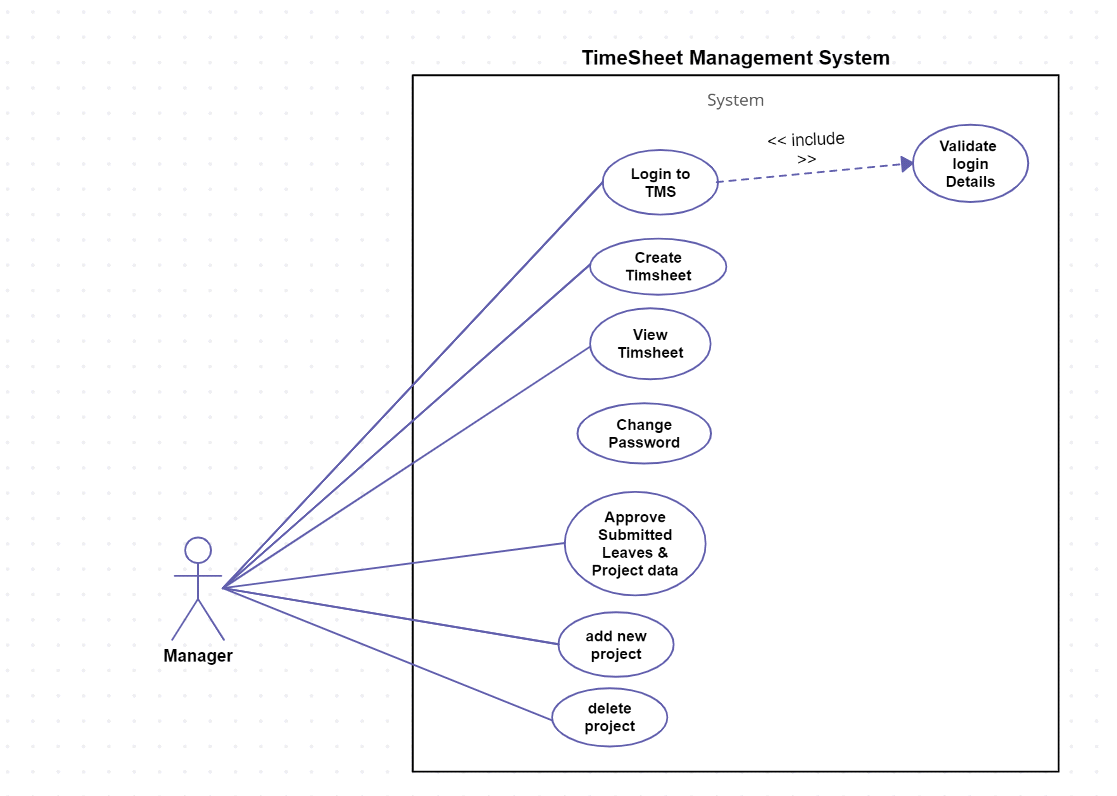 TimeSheet Management System
System
<< include
>>
Validate
login
Details
Login to
TMS
Create
Timsheet
View
Timsheet
Change
Password
Approve
Submitted
Leaves &
Project data
add new
project
delete
project
Manager